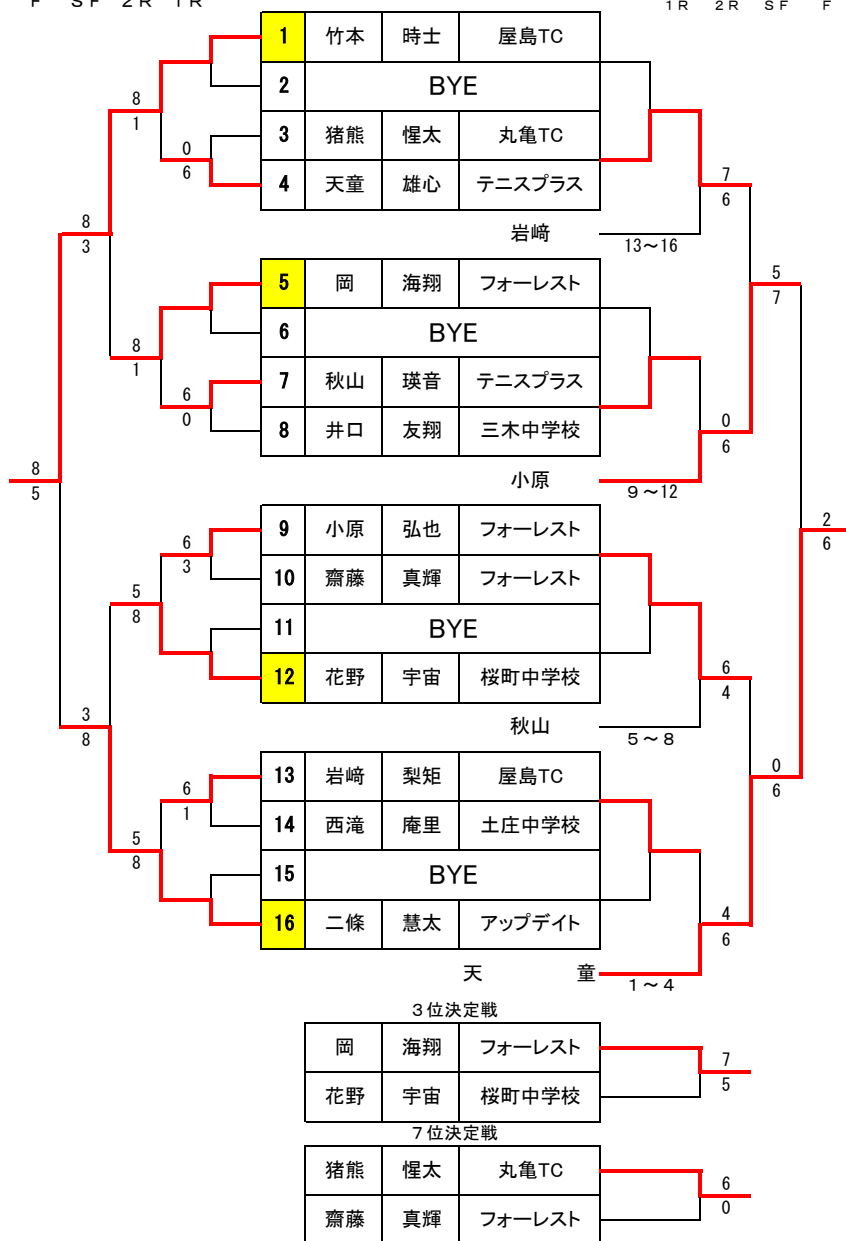 F SF 2R 1R
1R 2R SF F
1 竹本 時士 屋島TC
2 BYE
8
1
3 猪熊 惺太 丸亀TC
0
6
4 天童 雄心 テニスプラス
7
6
岩﨑
13～16
8
3
5 岡 海翔 フォーレスト
5
7
6 BYE
8
1
7 秋山 瑛音 テニスプラス
6
0
8 井口 友翔 三木中学校
0
6
小原
9～12
8
5
9 小原 弘也 フォーレスト
6
3
2
6
10 齋藤 真輝 フォーレスト
5
8
11 BYE
12 花野 宇宙 桜町中学校
6
4
秋山
5～8
3
8
13 岩﨑 梨矩 屋島TC
6
1
0
6
14 西滝 庵里 土庄中学校
5
8
15 BYE
16 二條 慧太 アップデイト
4
6
天 童
1～4
3位決定戦
岡 海翔 フォーレスト
7
5
花野 宇宙 桜町中学校
7位決定戦
猪熊 惺太 丸亀TC
6
0
齋藤 真輝 フォーレスト